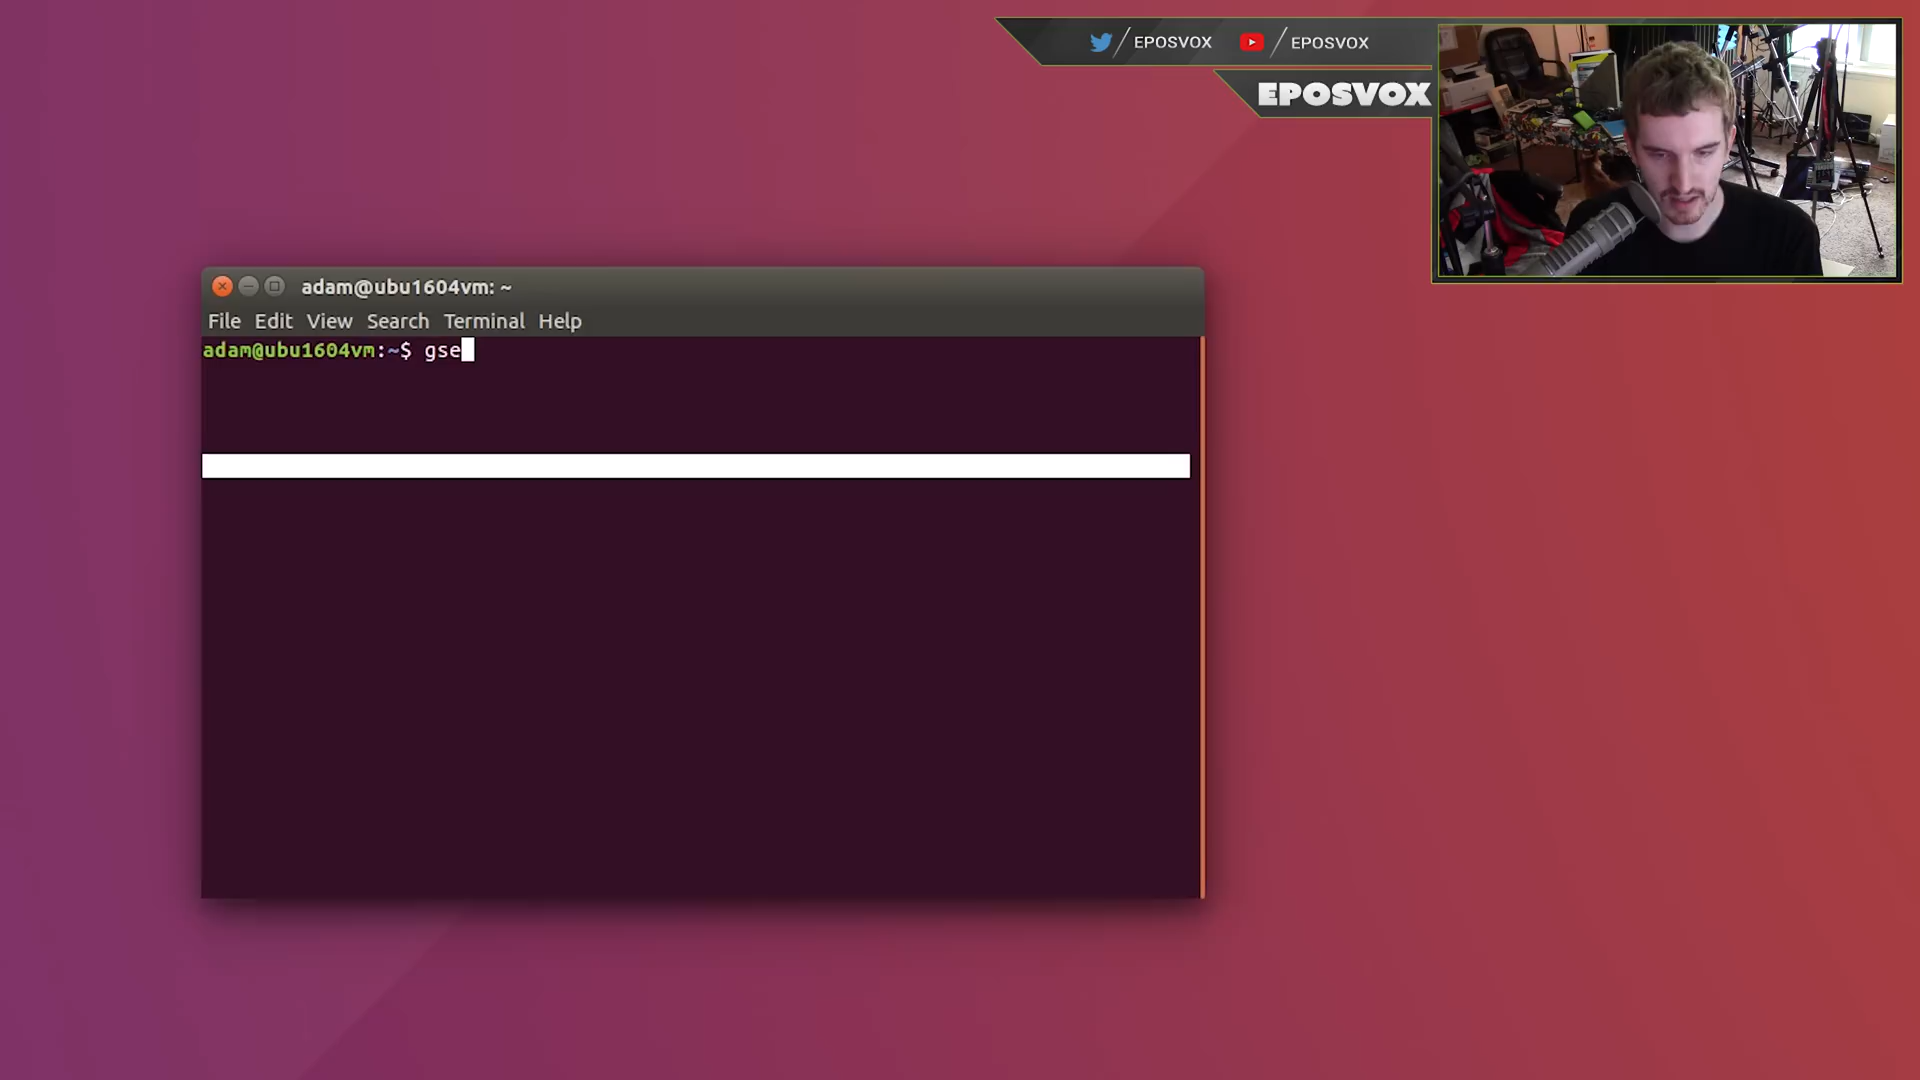 EPOSVOX EPOSVOX
EPOSVOX
adam@ubu1604vm: ~
File Edit View Search Terminal Help
adam@ubu1604vm:~$ gse